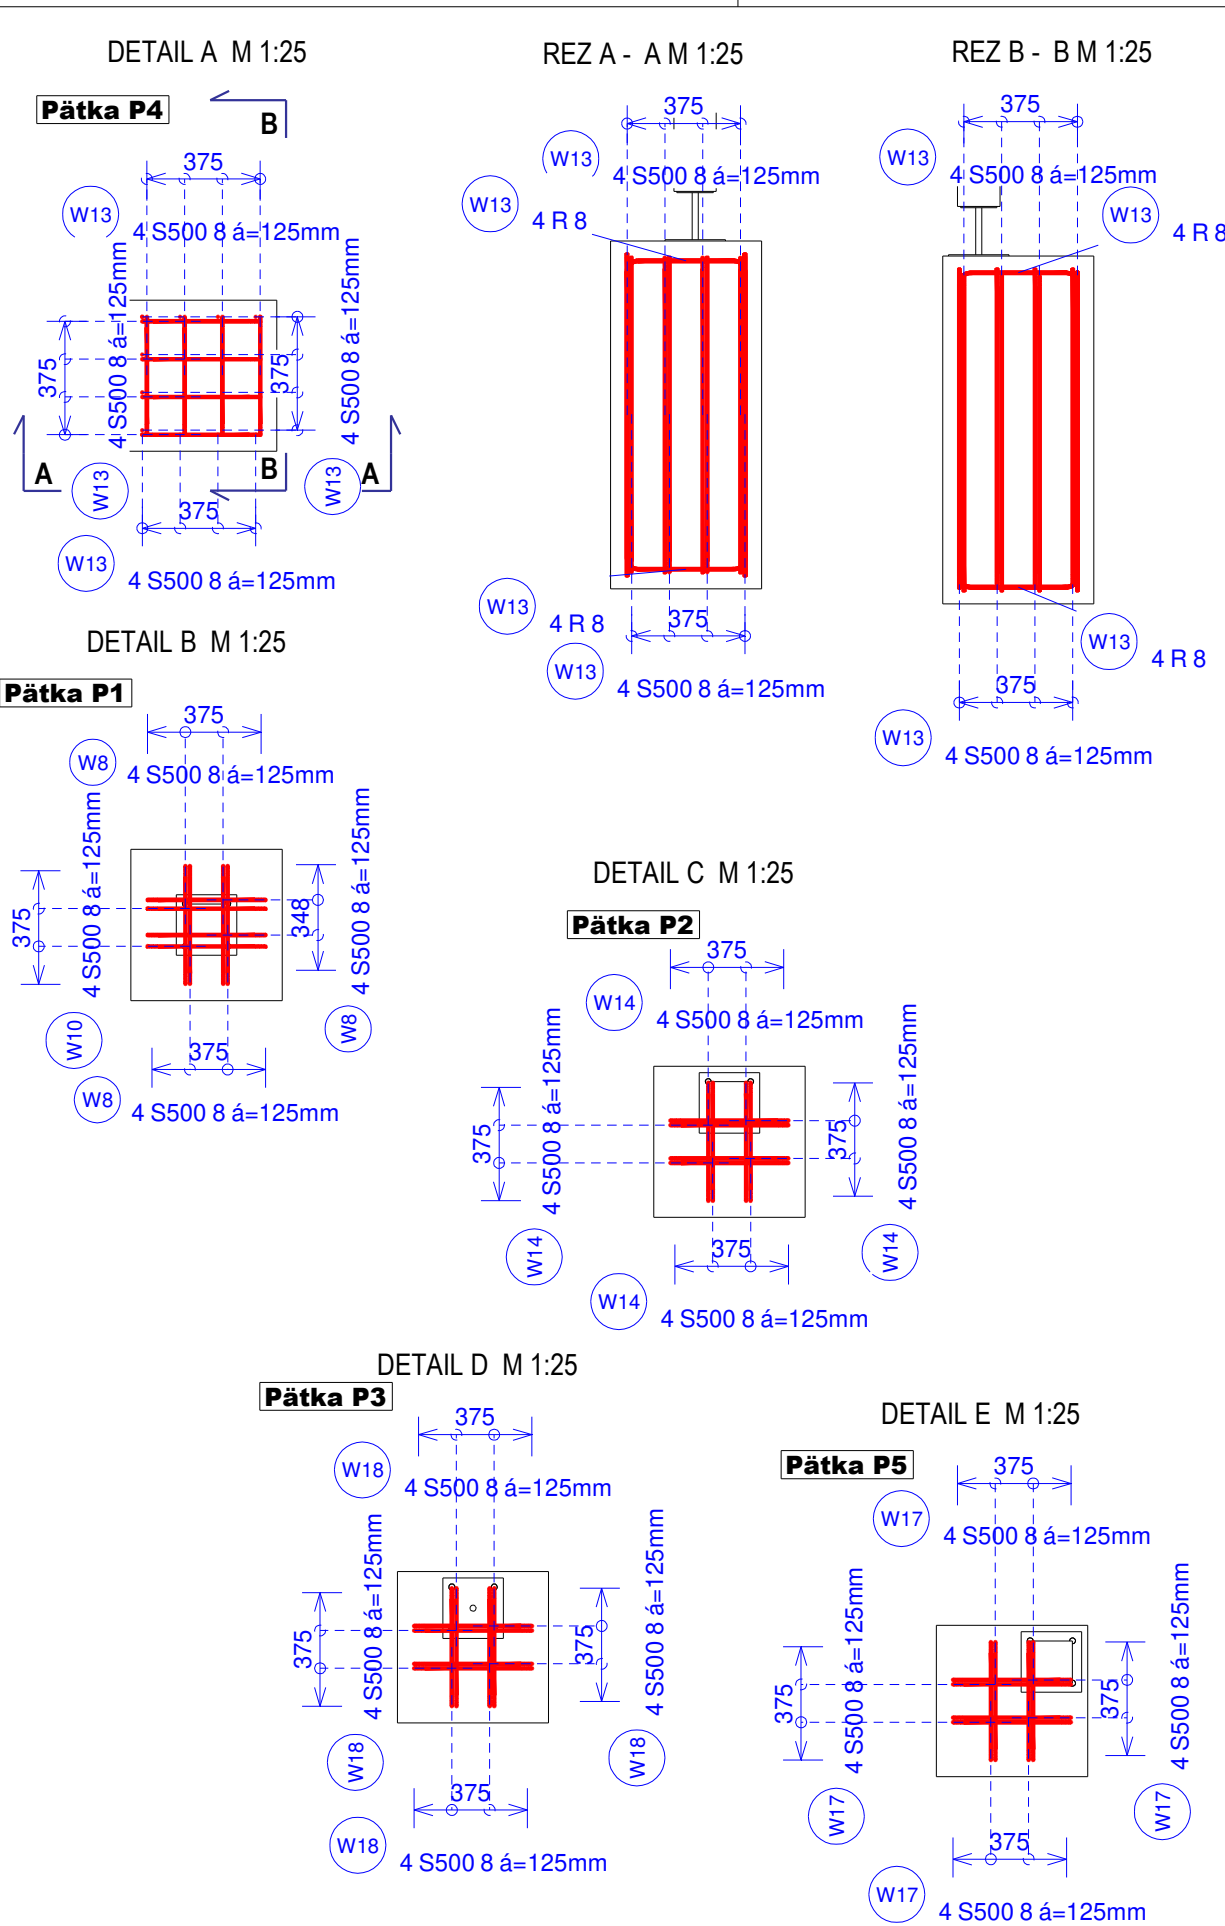 DETAIL A M 1:25
Pätka P4
B
375
W13
4 S500 8 á=125mm
375
4 S500 8 á=125mm
375
4 S500 8 á=125mm
A
W13
B
W13
A
375
W13
4 S500 8 á=125mm
REZ A - A M 1:25
375
W13
4 S500 8 á=125mm
W13
4 R 8
W13
4 R 8
375
W13
4 S500 8 á=125mm
REZ B - B M 1:25
375
W13
4 S500 8 á=125mm
W13
4 R 8
W13
4 R 8
375
W13
4 S500 8 á=125mm
DETAIL B M 1:25
Pätka P1
375
W8
4 S500 8 á=125mm
375
4 S500 8 á=125mm
348
4 S500 8 á=125mm
W10
W8
375
W8
4 S500 8 á=125mm
DETAIL C M 1:25
Pätka P2
375
W14
4 S500 8 á=125mm
375
4 S500 8 á=125mm
375
4 S500 8 á=125mm
W14
W14
375
W14
4 S500 8 á=125mm
DETAIL D M 1:25
Pätka P3
375
W18
4 S500 8 á=125mm
375
4 S500 8 á=125mm
375
4 S500 8 á=125mm
W18
W18
375
W18
4 S500 8 á=125mm
DETAIL E M 1:25
Pätka P5
375
W17
4 S500 8 á=125mm
375
4 S500 8 á=125mm
375
4 S500 8 á=125mm
W17
W17
375
W17
4 S500 8 á=125mm